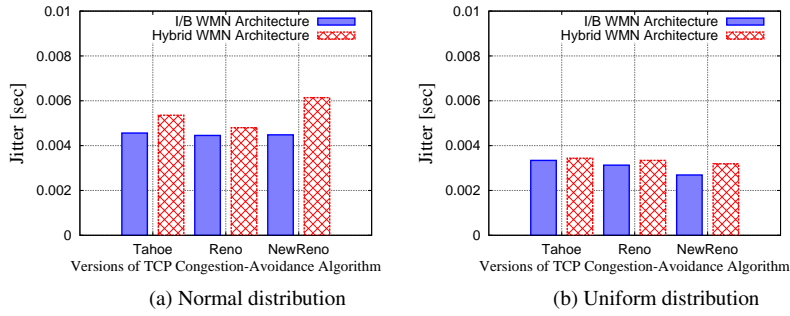 0.01
0.008
0.006
0.004
0.002
0
Jitter [sec]
I/B WMN Architecture
Hybrid WMN Architecture
Tahoe Reno NewReno
Versions of TCP Congestion-Avoidance Algorithm
(a) Normal distribution
0.01
0.008
0.006
0.004
0.002
0
Jitter [sec]
I/B WMN Architecture
Hybrid WMN Architecture
Tahoe Reno NewReno
Versions of TCP Congestion-Avoidance Algorithm
(b) Uniform distribution